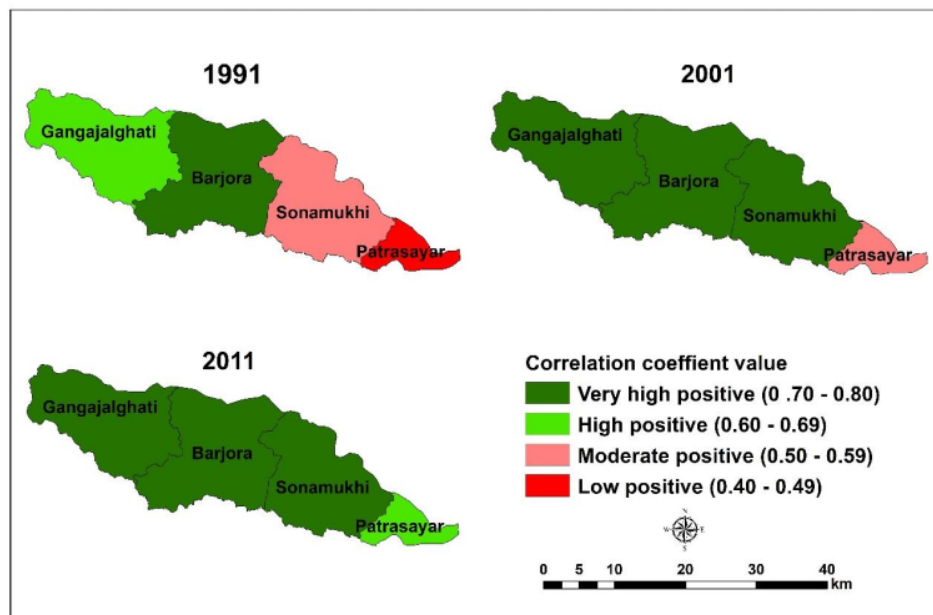 1991
Gangajalghati
Barjora
Sonamukhi
Patrasayar
2001
Gangajalghati
Barjora
Sonamukhi
Patrasayar
2011
Gangajalghati
Barjora
Sonamukhi
Patrasayar
Correlation coeffient value
Very high positive (0 .70 - 0.80)
High positive (0.60 - 0.69)
Moderate positive (0.50 - 0.59)
Low positive (0.40 - 0.49)
N
W E
S
0 5 10 20 30 40
km